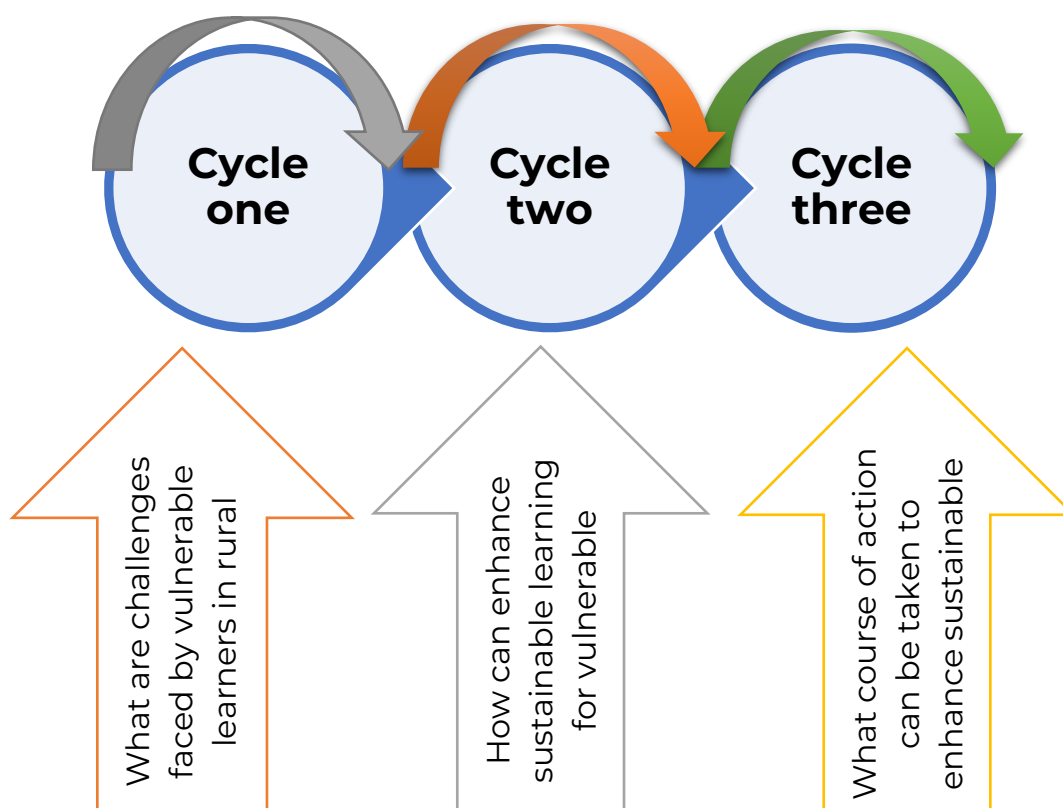 Cycle
one
Cycle
two
Cycle
three
What are challenges
faced by vulnerable
learners in rural
How can enhance
sustainable learning
for vulnerable
What course of action
can be taken to
enhance sustainable